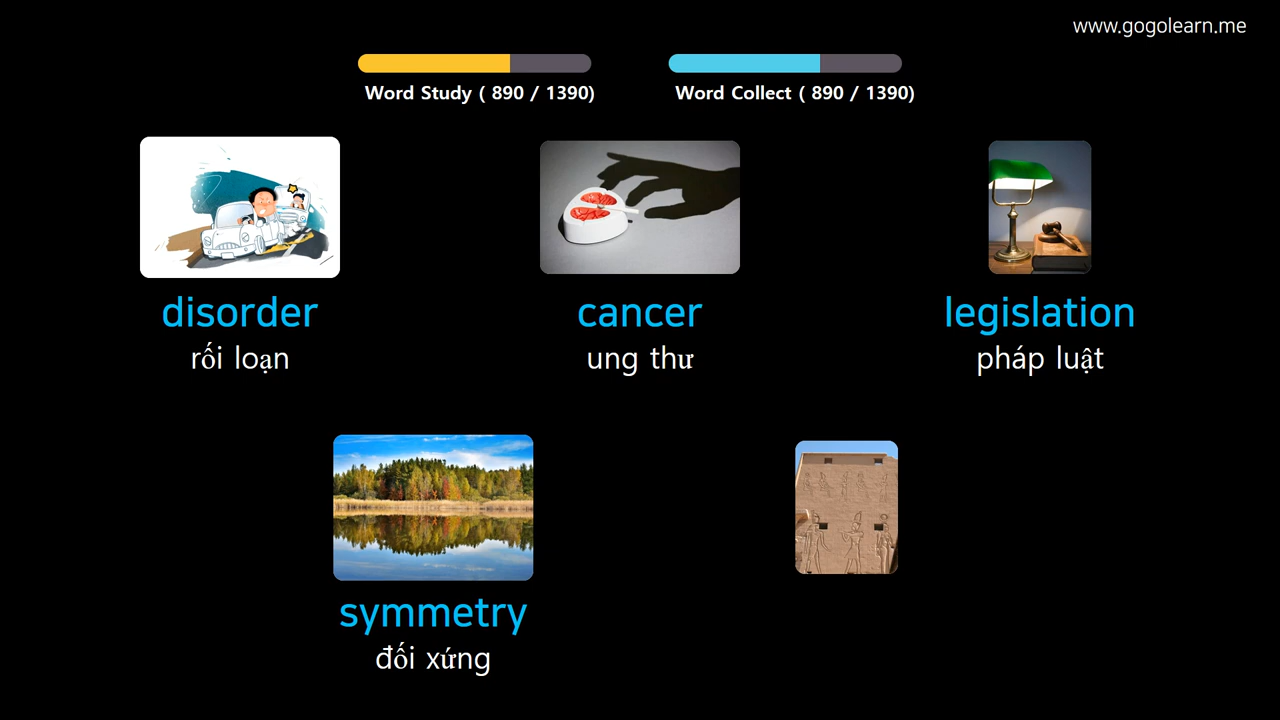 www.gogolearn.me
Word Study ( 890 / 1390)
Word Collect ( 890 / 1390)
disorder
rối loạn
cancer
ung thư
legislation
pháp luật
symmetry
đối xứng